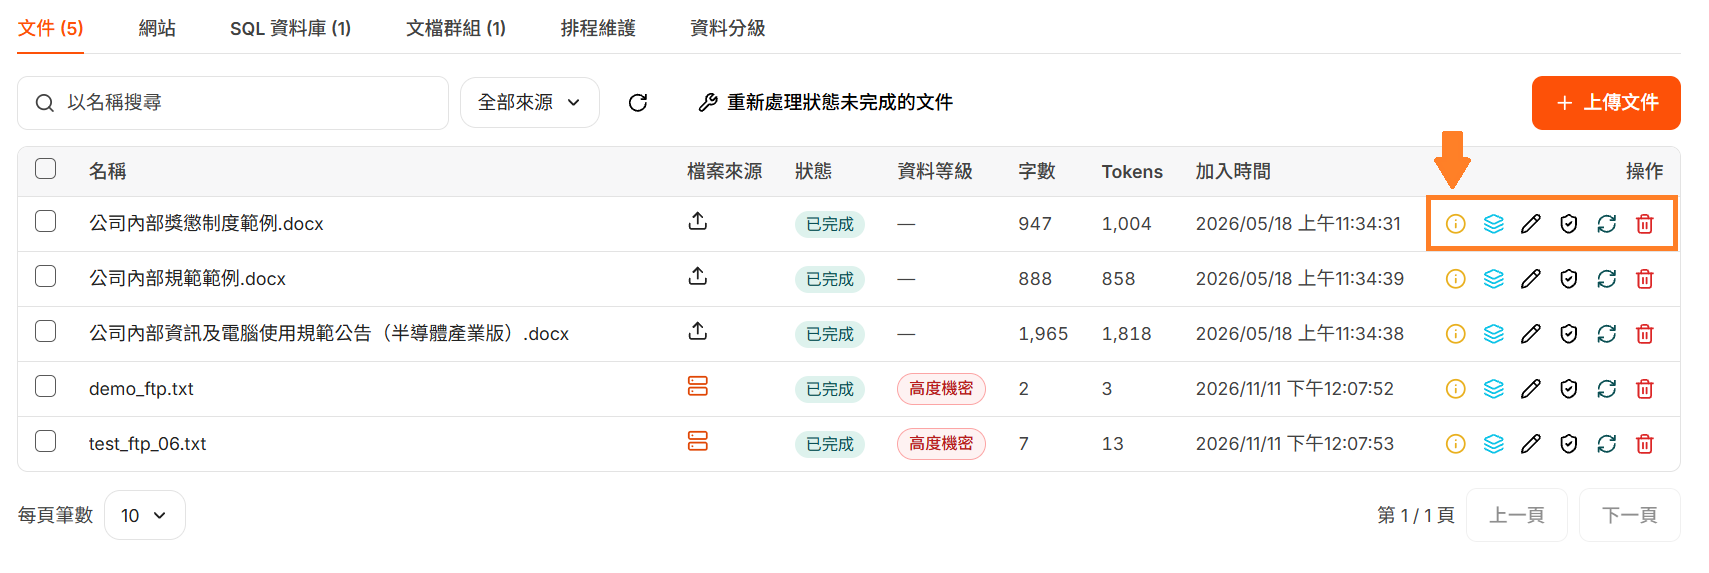 文件 (5) 網站 SQL 資料庫 (1) 文檔群組 (1) 排程維護 資料分級
以名稱搜尋 全部來源 重新處理狀態未完成的文件 + 上傳文件
名稱 檔案來源 狀態 資料等級 字數 Tokens 加入時間 操作
公司內部獎懲制度範例.docx 已完成 — 947 1,004 2026/05/18 上午11:34:31
公司內部規範範例.docx 已完成 — 888 858 2026/05/18 上午11:34:39
公司內部資訊及電腦使用規範公告（半導體產業版）.docx 已完成 — 1,965 1,818 2026/05/18 上午11:34:38
demo_ftp.txt 已完成 高度機密 2 3 2026/11/11 下午12:07:52
test_ftp_06.txt 已完成 高度機密 7 13 2026/11/11 下午12:07:53
每頁筆數 10 第 1 / 1 頁 上一頁 下一頁